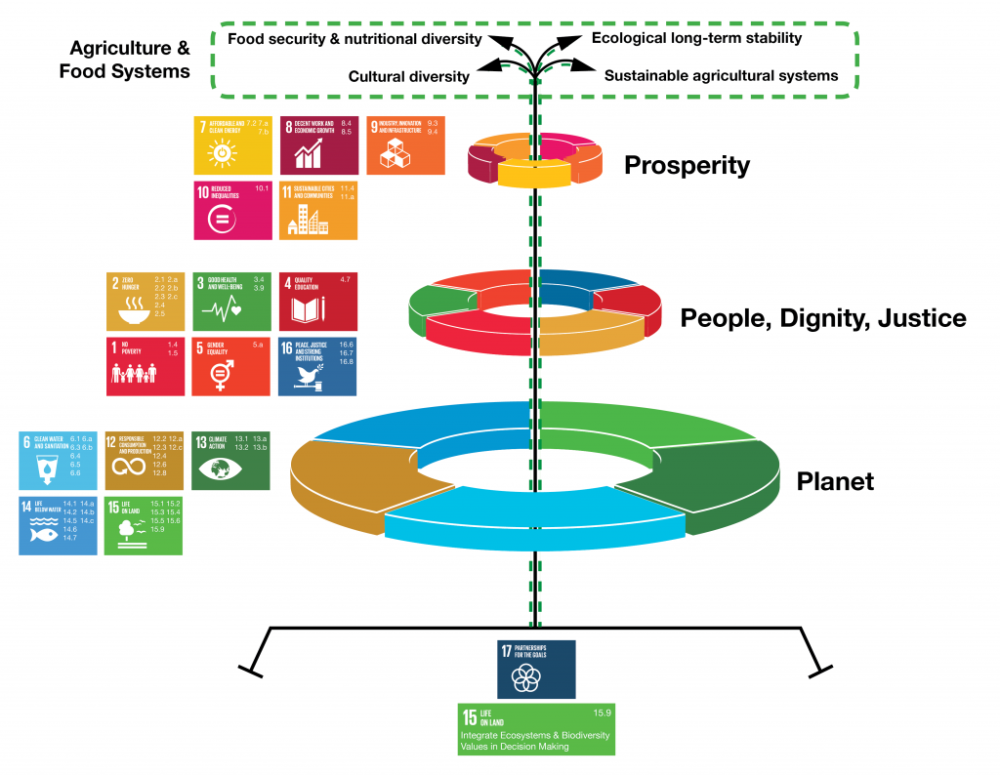 Agriculture &
Food Systems
Food security & nutritional diversity
Ecological long-term stability
Cultural diversity
Sustainable agricultural systems
7 AFFORDABLE AND
CLEAN ENERGY
7.2 7.a
7.b
8 DECENT WORK AND
ECONOMIC GROWTH
8.4
8.5
9 INDUSTRY, INNOVATION
AND INFRASTRUCTURE
9.3
9.4
Prosperity
10 REDUCED
INEQUALITIES
10.1
11 SUSTAINABLE CITIES
AND COMMUNITIES
11.4
11.a
2 ZERO
HUNGER
2.1 2.a
2.2 2.b
2.3 2.c
2.4
2.5
3 GOOD HEALTH
AND WELL-BEING
3.4
3.9
4 QUALITY
EDUCATION
4.7
People, Dignity, Justice
1 NO
POVERTY
1.4
1.5
5 GENDER
EQUALITY
5.a
16 PEACE, JUSTICE
AND STRONG
INSTITUTIONS
16.6
16.7
16.8
6 CLEAN WATER
AND SANITATION
6.1 6.a
6.3 6.b
6.4
6.5
6.6
12 RESPONSIBLE
CONSUMPTION
AND PRODUCTION
12.2 12.a
12.3 12.c
12.4
12.6
12.8
13 CLIMATE
ACTION
13.1 13.a
13.2 13.b
Planet
14 LIFE
BELOW WATER
14.1 14.a
14.2 14.b
14.5 14.c
14.6
14.7
15 LIFE
ON LAND
15.1 15.2
15.3 15.4
15.5 15.6
15.9
17 PARTNERSHIPS
FOR THE GOALS
15 LIFE
ON LAND
15.9
Integrate Ecosystems & Biodiversity
Values in Decision Making